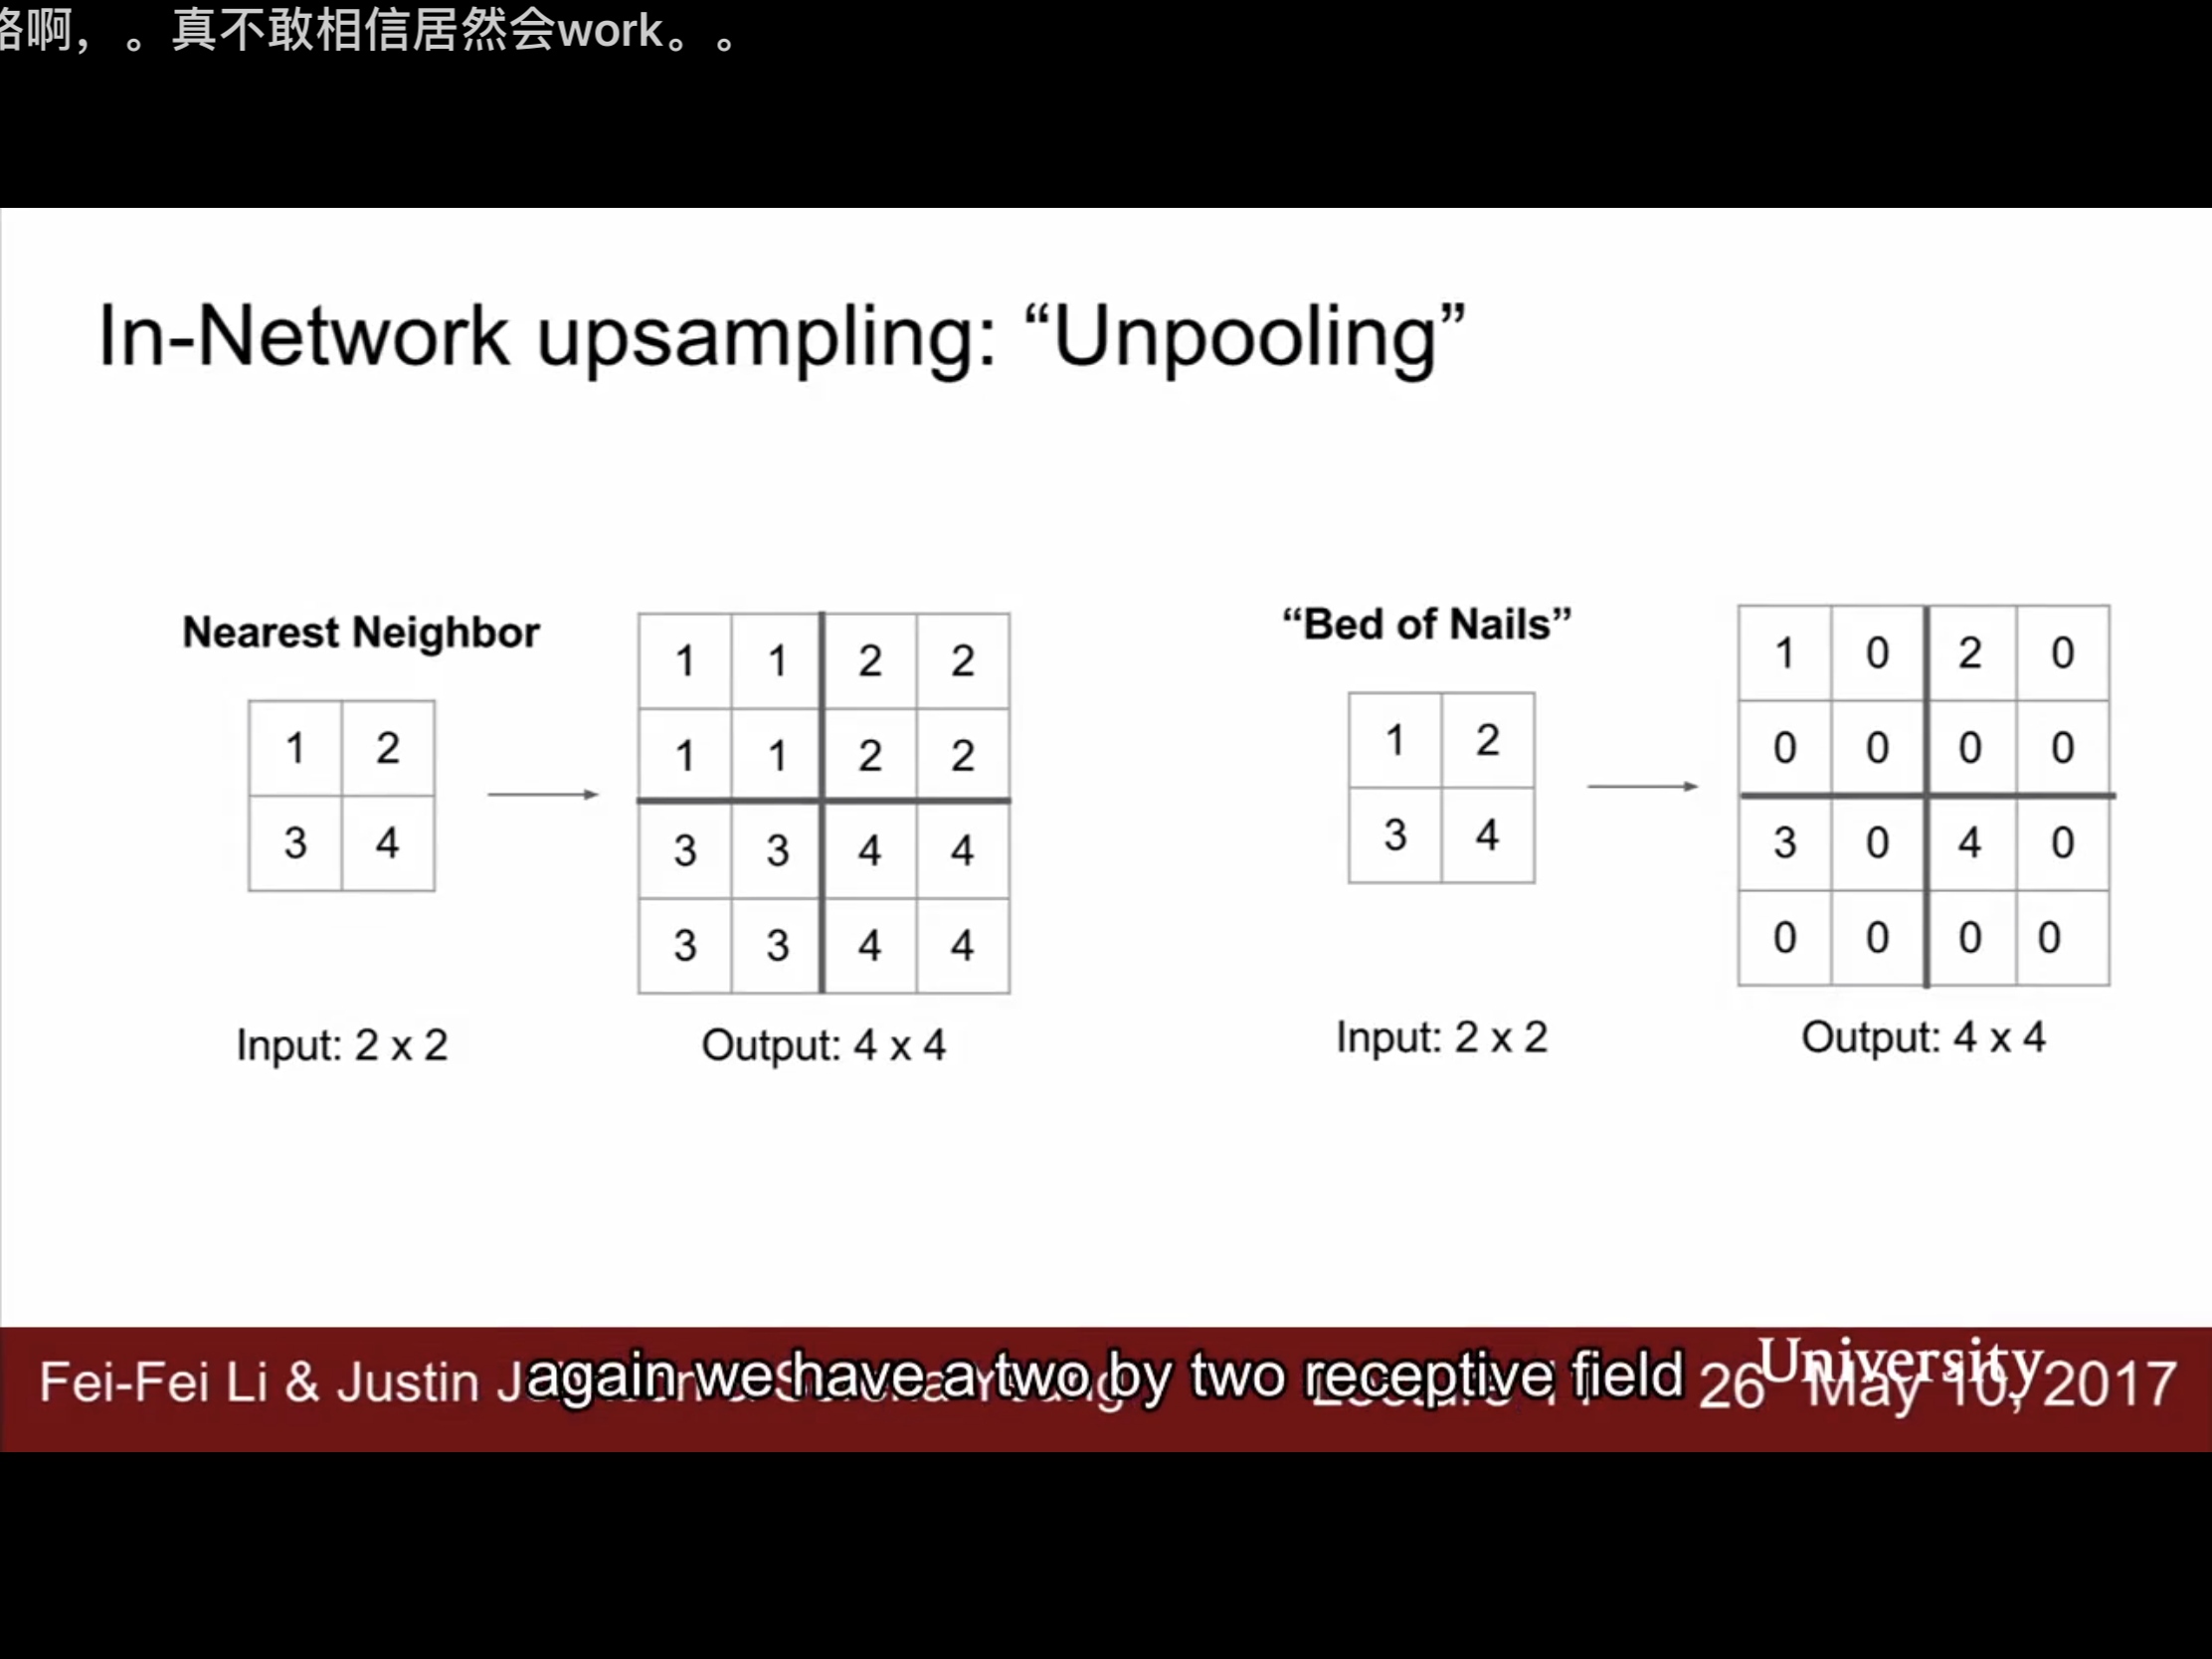 啊，。真不敢相信居然会work。。
In-Network upsampling: “Unpooling”
Nearest Neighbor
1 2
3 4
Input: 2 x 2
1 1 2 2
1 1 2 2
3 3 4 4
3 3 4 4
Output: 4 x 4
“Bed of Nails”
1 2
3 4
Input: 2 x 2
1 0 2 0
0 0 0 0
3 0 4 0
0 0 0 0
Output: 4 x 4
Fei-Fei Li & Justin
again we have a two by two receptive field
26
University
May 10, 2017